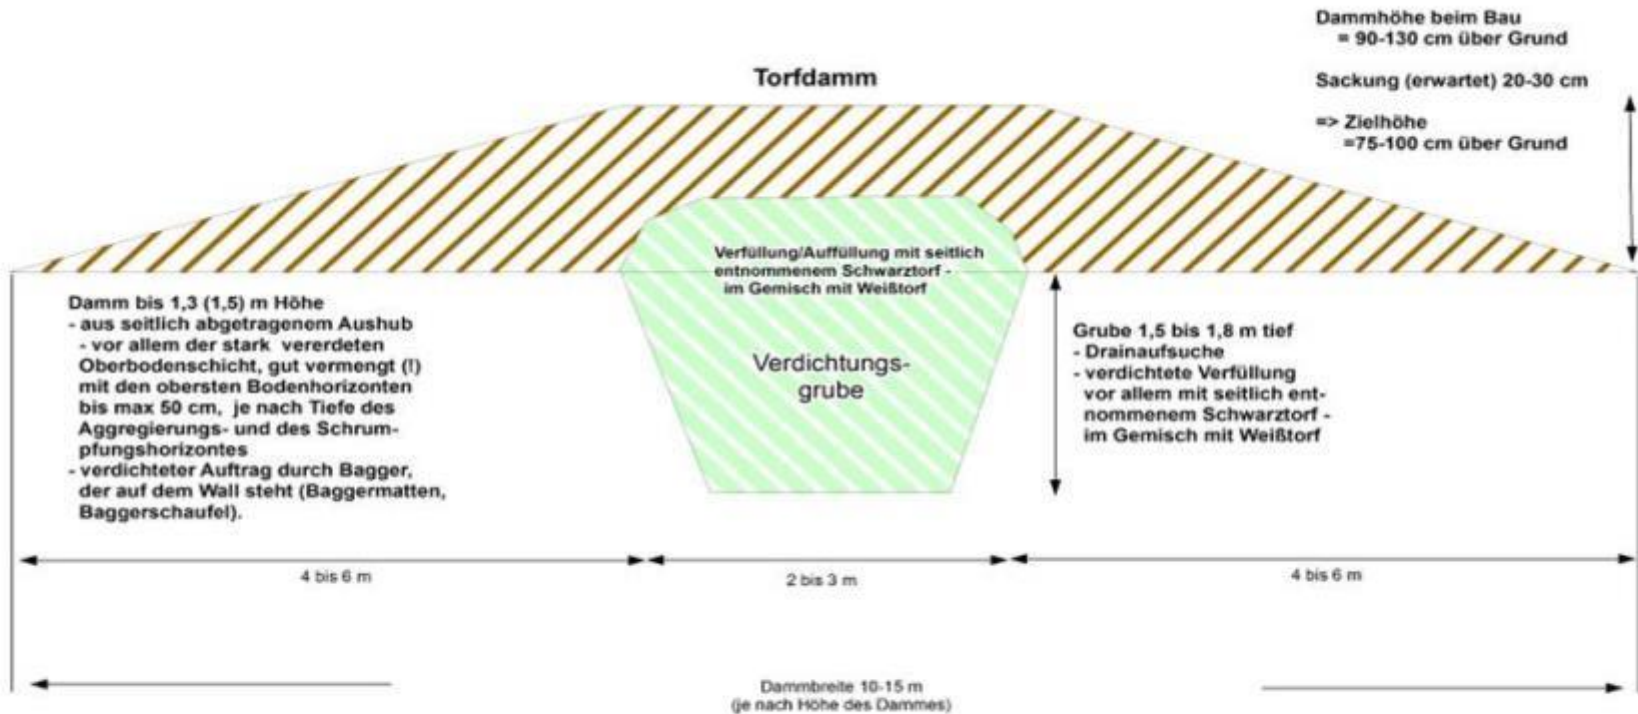 Dammhöhe beim Bau
= 90-130 cm über Grund
Sackung (erwartet) 20-30 cm
=> Zielhöhe
=75-100 cm über Grund
Torfdamm
Verfüllung/Auffüllung mit seitlich
entnommenem Schwarztorf -
im Gemisch mit Weißtorf
Verdichtungs-
grube
Damm bis 1,3 (1,5) m Höhe
- aus seitlich abgetragenem Aushub
- vor allem der stark vererdeten
Oberbodenschicht, gut vermengt (!)
mit den obersten Bodenhorizonten
bis max 50 cm, je nach Tiefe des
Aggregierungs- und des Schrum-
pfungshorizontes
- verdichteter Auftrag durch Bagger,
der auf dem Wall steht (Baggermatten,
Baggerschaufel).
Grube 1,5 bis 1,8 m tief
- Drainaufsuche
- verdichtete Verfüllung
vor allem mit seitlich ent-
nommenem Schwarztorf -
im Gemisch mit Weißtorf
4 bis 6 m
2 bis 3 m
4 bis 6 m
Dammbreite 10-15 m
(je nach Höhe des Dammes)